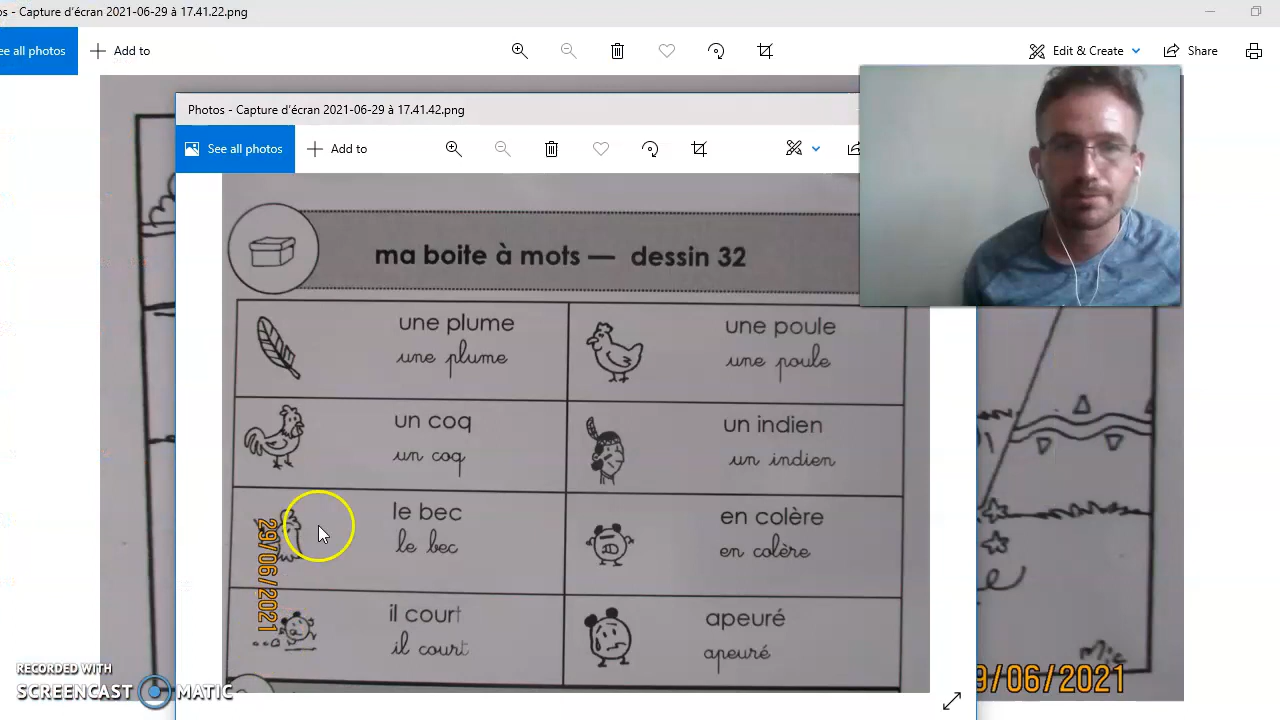 os - Capture d'écran 2021-06-29 à 17.41.22.png
ee all photos
Add to
Edit & Create
Share
Photos - Capture d'écran 2021-06-29 à 17.41.42.png
See all photos
Add to
ma boite à mots — dessin 32
une plume
une plume
une poule
une poule
un coq
un coq
un indien
un indien
le bec
le bec
en colère
en colère
il court
il court
apeuré
apeuré
29/06/2021
Mic
9/06/2021
RECORDED WITH
SCREENCAST MATIC